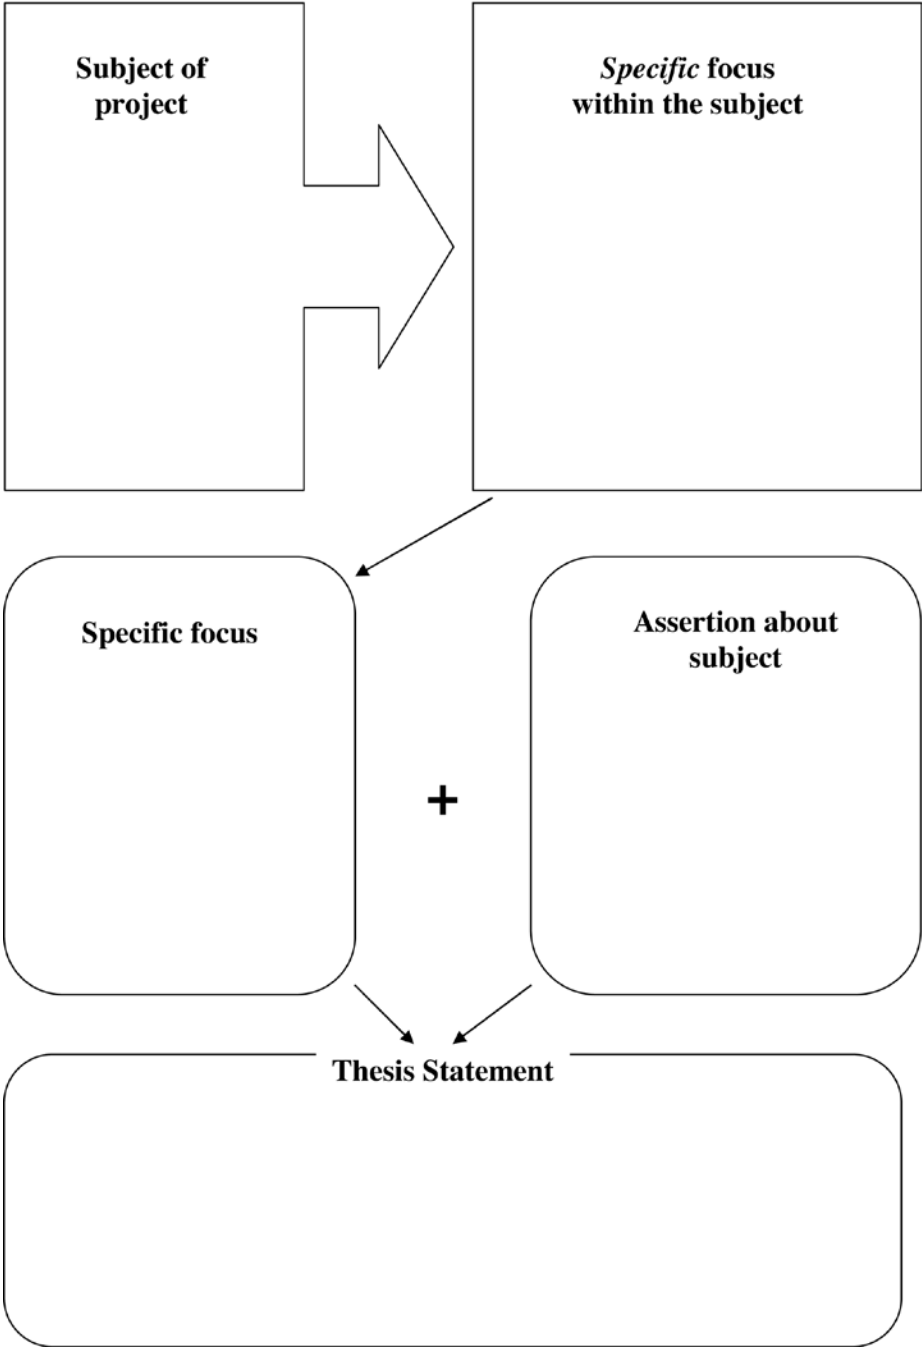 Subject of
project
Specific focus
within the subject
Specific focus
Assertion about
subject
+
Thesis Statement